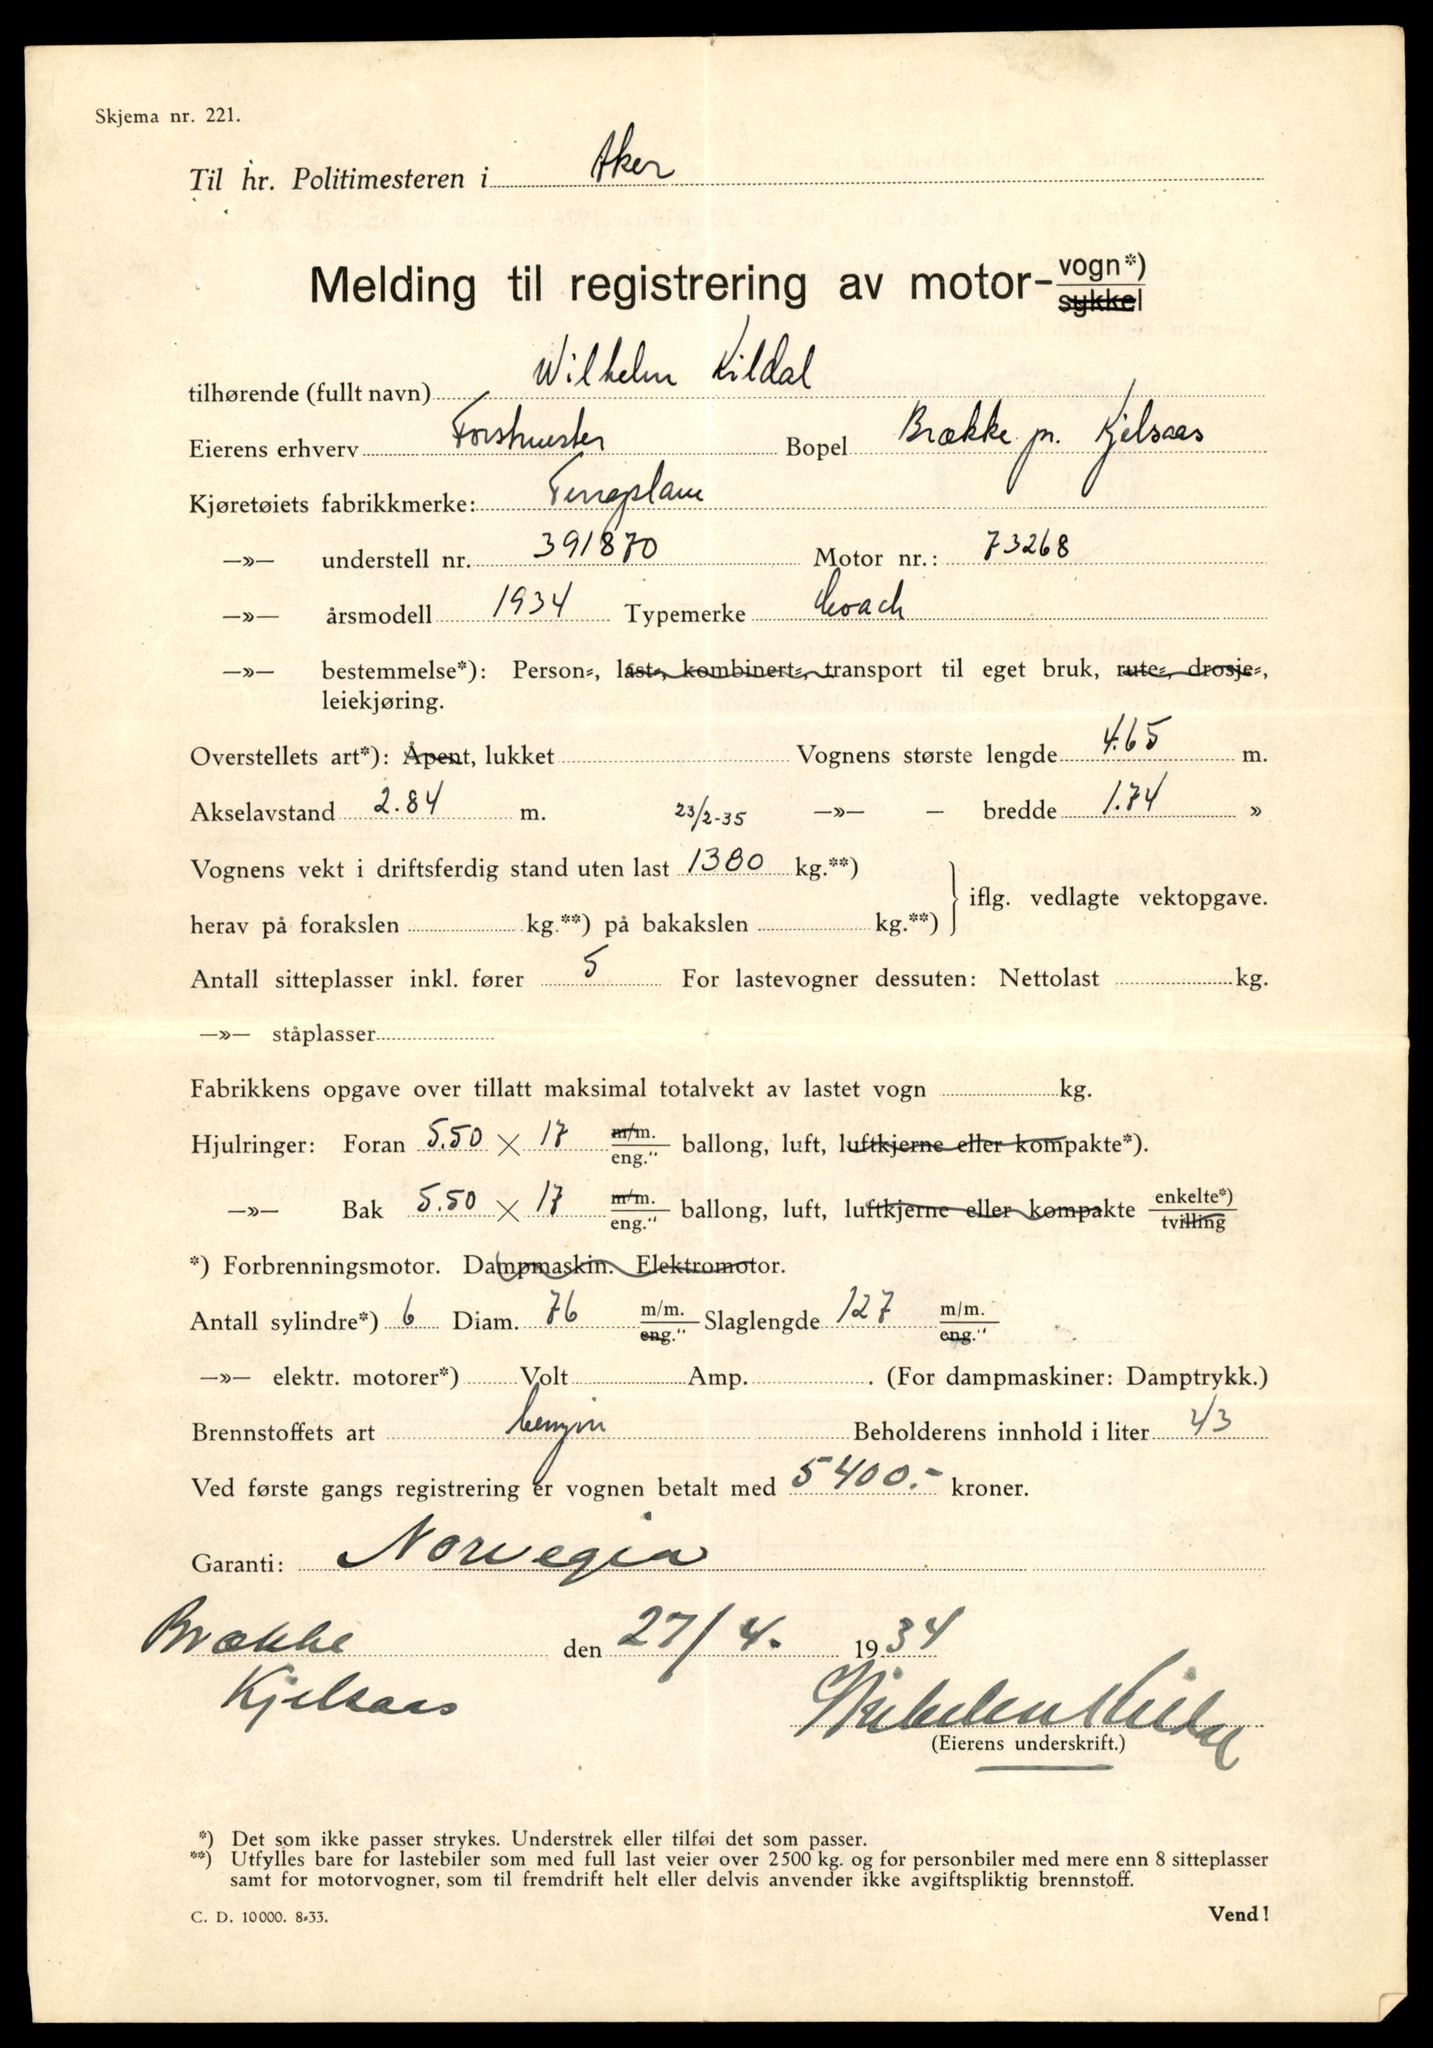 Skjema nr. 221.
Til hr. Politimesteren i Aker
Melding til registrering av motor- vogn*)
sykkel
tilhørende (fullt navn) Wilhelm Kildal
Eierens erhverv Forstmester Bopel Brække pr. Kjelsaas
Kjøretøiets fabrikkmerke: Terraplane
—»— understell nr. 391870 Motor nr.: 73268
—»— årsmodell 1934 Typemerke Coach
—»— bestemmelse*): Person-, last-, kombinert-, transport til eget bruk, rute-, drosje-,
leiekjøring.
Overstellets art*): Åpent, lukket Vognens største lengde 4.65 m.
Akselavstand 2.84 m. 23/2-35 —»— — bredde 1.74 »
Vognens vekt i driftsferdig stand uten last 1380 kg.**)
iflg. vedlagte vektopgave.
herav på forakslen kg.**) på bakakslen kg.**)
Antall sitteplasser inkl. fører 5 For lastevogner dessuten: Nettolast kg.
—»— ståplasser
Fabrikkens opgave over tillatt maksimal totalvekt av lastet vogn kg.
Hjulringer: Foran 5.50 × 17 m/m. eng." ballong, luft, luftkjerne eller kompakte*).
—»— Bak 5.50 × 17 m/m. eng." ballong, luft, luftkjerne eller kompakte enkelte*) tvilling
*) Forbrenningsmotor. Dampmaskin. Elektromotor.
Antall sylindre*) 6 Diam. 76 m/m. eng." Slaglengde 127 m/m. eng."
—»— elektr. motorer*) Volt Amp. . (For dampmaskiner: Damptrykk.)
Brennstoffets art benzin Beholderens innhold i liter 43
Ved første gangs registrering er vognen betalt med 5400.- kroner.
Garanti: Norvegia
Brække den 27/4. 1934
Kjelsaas
Wilhelm Kildal
(Eierens underskrift.)
*) Det som ikke passer strykes. Understrek eller tilføi det som passer.
**) Utfylles bare for lastebiler som med full last veier over 2500 kg. og for personbiler med mere enn 8 sitteplasser
samt for motorvogner, som til fremdrift helt eller delvis anvender ikke avgiftspliktig brennstoff.
C. D. 10000. 8-33. Vend!